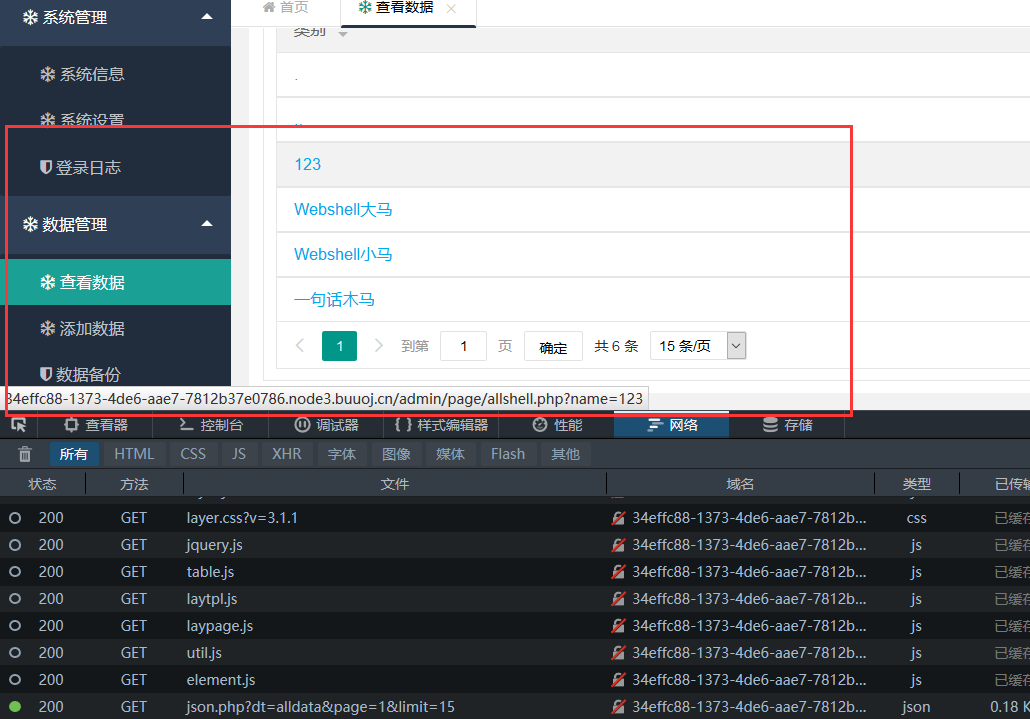 系统管理
首页 查看数据
系统信息
系统设置
登录日志
数据管理
查看数据
添加数据
数据备份
类别
.
..
123
Webshell大马
Webshell小马
一句话木马
1 到第 1 页 确定 共 6 条 15 条/页
34effc88-1373-4de6-aae7-7812b37e0786.node3.buuoj.cn/admin/page/allshell.php?name=123
查看器 控制台 调试器 样式编辑器 性能 网络 存储
所有 HTML CSS JS XHR 字体 图像 媒体 Flash 其他
状态 方法 文件 域名 类型 已传输
200 GET layer.css?v=3.1.1 34effc88-1373-4de6-aae7-7812b... css 已缓存
200 GET jquery.js 34effc88-1373-4de6-aae7-7812b... js 已缓存
200 GET table.js 34effc88-1373-4de6-aae7-7812b... js 已缓存
200 GET laytpl.js 34effc88-1373-4de6-aae7-7812b... js 已缓存
200 GET laypage.js 34effc88-1373-4de6-aae7-7812b... js 已缓存
200 GET util.js 34effc88-1373-4de6-aae7-7812b... js 已缓存
200 GET element.js 34effc88-1373-4de6-aae7-7812b... js 已缓存
200 GET json.php?dt=alldata&page=1&limit=15 34effc88-1373-4de6-aae7-7812b... json 0.18 K